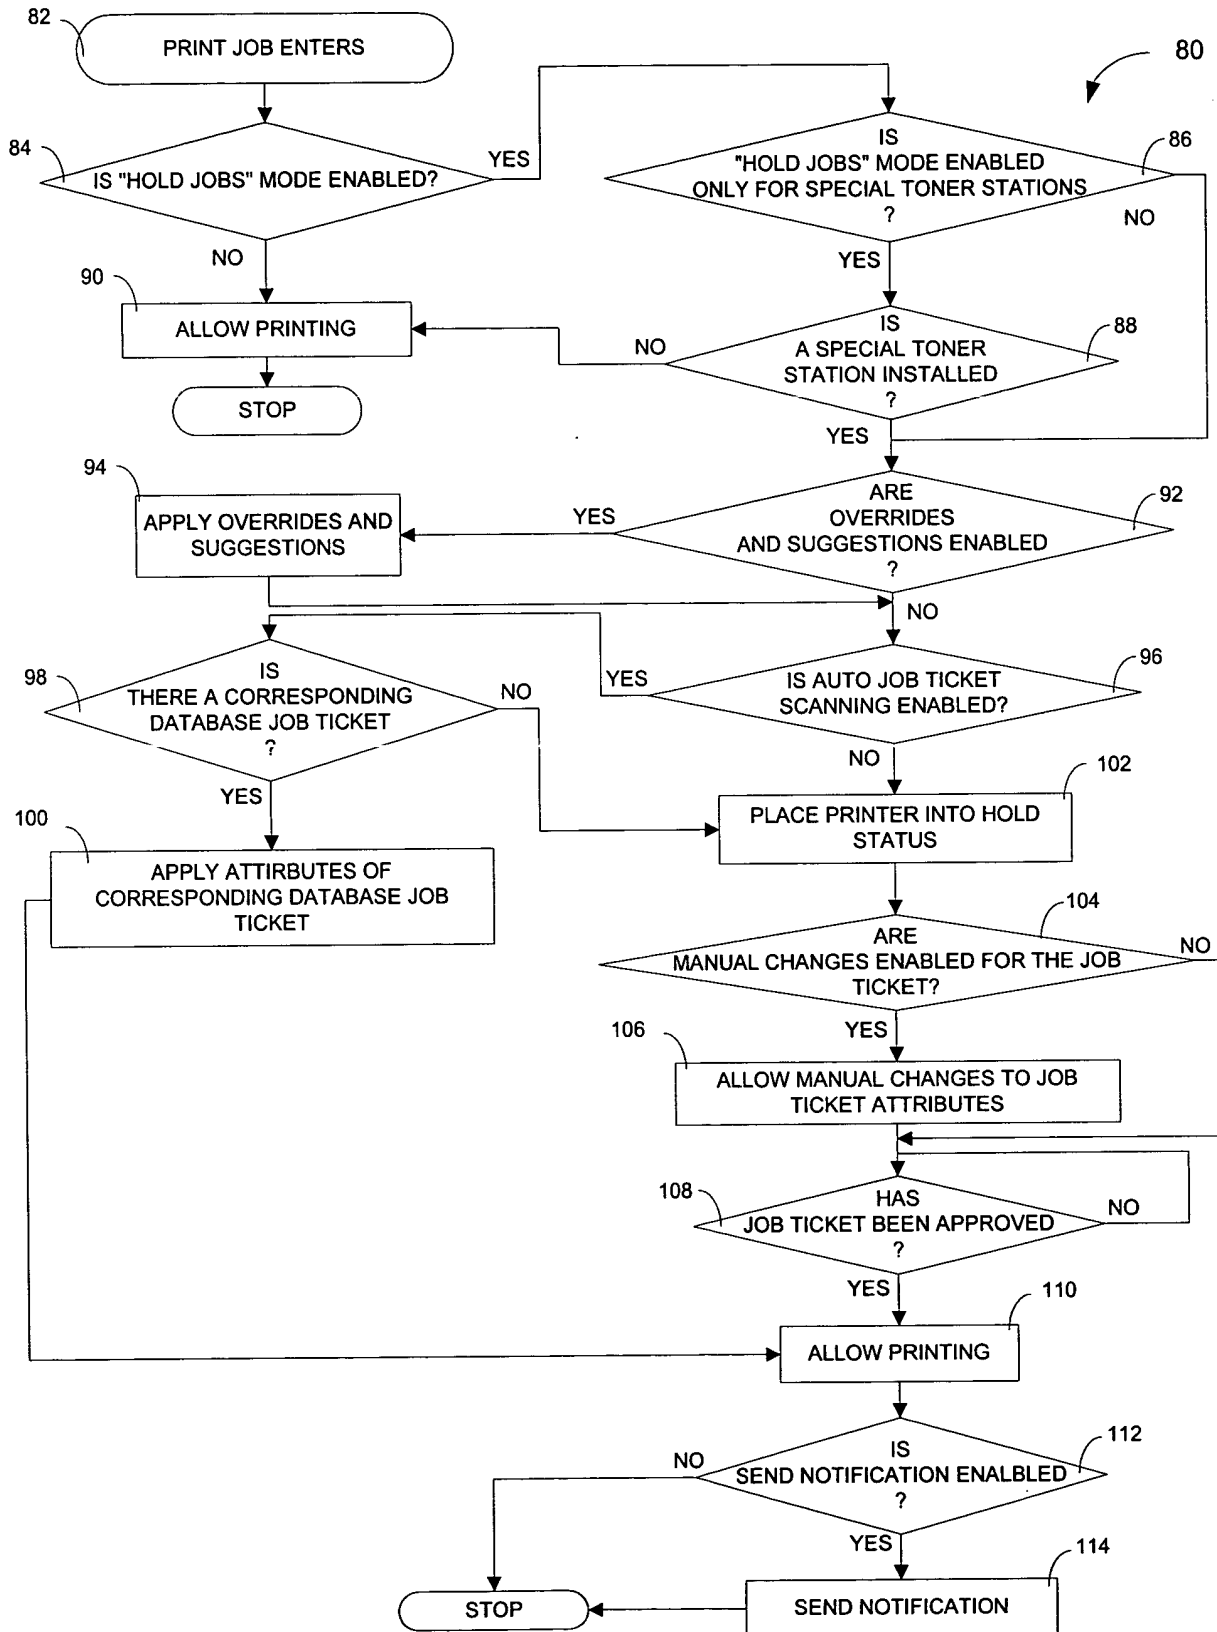 82
PRINT JOB ENTERS
80
84
IS "HOLD JOBS" MODE ENABLED?
YES
NO
IS
"HOLD JOBS" MODE ENABLED
ONLY FOR SPECIAL TONER STATIONS
?
86
NO
YES
90
ALLOW PRINTING
STOP
IS
A SPECIAL TONER
STATION INSTALLED
?
88
NO
YES
94
APPLY OVERRIDES AND
SUGGESTIONS
YES
ARE
OVERRIDES
AND SUGGESTIONS ENABLED
?
92
NO
98
IS
THERE A CORRESPONDING
DATABASE JOB TICKET
?
NO
YES
YES
IS AUTO JOB TICKET
SCANNING ENABLED?
96
NO
100
APPLY ATTIRBUTES OF
CORRESPONDING DATABASE JOB
TICKET
102
PLACE PRINTER INTO HOLD
STATUS
104
ARE
MANUAL CHANGES ENABLED FOR THE JOB
TICKET?
NO
YES
106
ALLOW MANUAL CHANGES TO JOB
TICKET ATTRIBUTES
108
HAS
JOB TICKET BEEN APPROVED
?
NO
YES
110
ALLOW PRINTING
112
IS
SEND NOTIFICATION ENALBLED
?
NO
YES
114
SEND NOTIFICATION
STOP